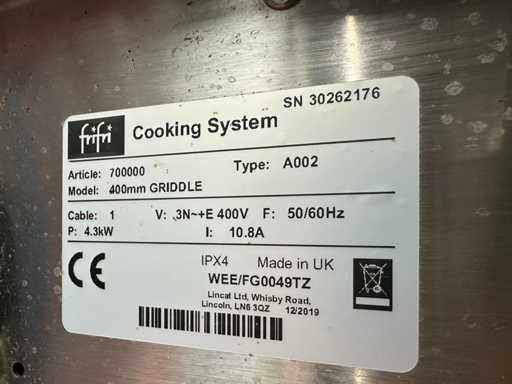 SN 30262176
frifri
Cooking System
Article: 700000 Type: A002
Model: 400mm GRIDDLE
Cable: 1 V: 3N~+E 400V F: 50/60Hz
P: 4.3kW I: 10.8A
CE
IPX4 Made in UK
WEE/FG0049TZ
Lincat Ltd, Whisby Road,
Lincoln, LN6 3QZ 12/2019